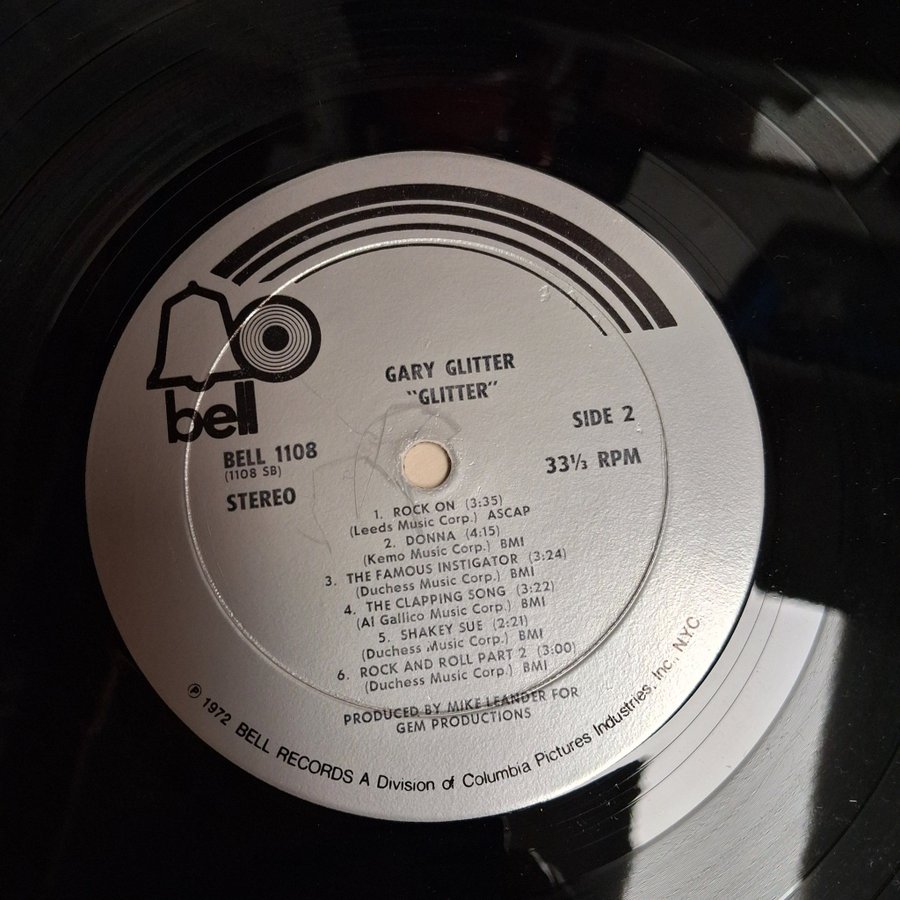 bell
GARY GLITTER
"GLITTER"
BELL 1108
(1108 SB)
STEREO
SIDE 2
33⅓ RPM
1. ROCK ON (3:35)
(Leeds Music Corp.) ASCAP
2. DONNA (4:15)
(Kemo Music Corp.) BMI
3. THE FAMOUS INSTIGATOR (3:24)
(Duchess Music Corp.) BMI
4. THE CLAPPING SONG (3:22)
(Al Gallico Music Corp.) BMI
5. SHAKEY SUE (2:21)
(Duchess Music Corp.) BMI
6. ROCK AND ROLL PART 2 (3:00)
(Duchess Music Corp.) BMI
PRODUCED BY MIKE LEANDER FOR
GEM PRODUCTIONS
℗ 1972 BELL RECORDS A Division of Columbia Pictures Industries, Inc., N.Y.C.